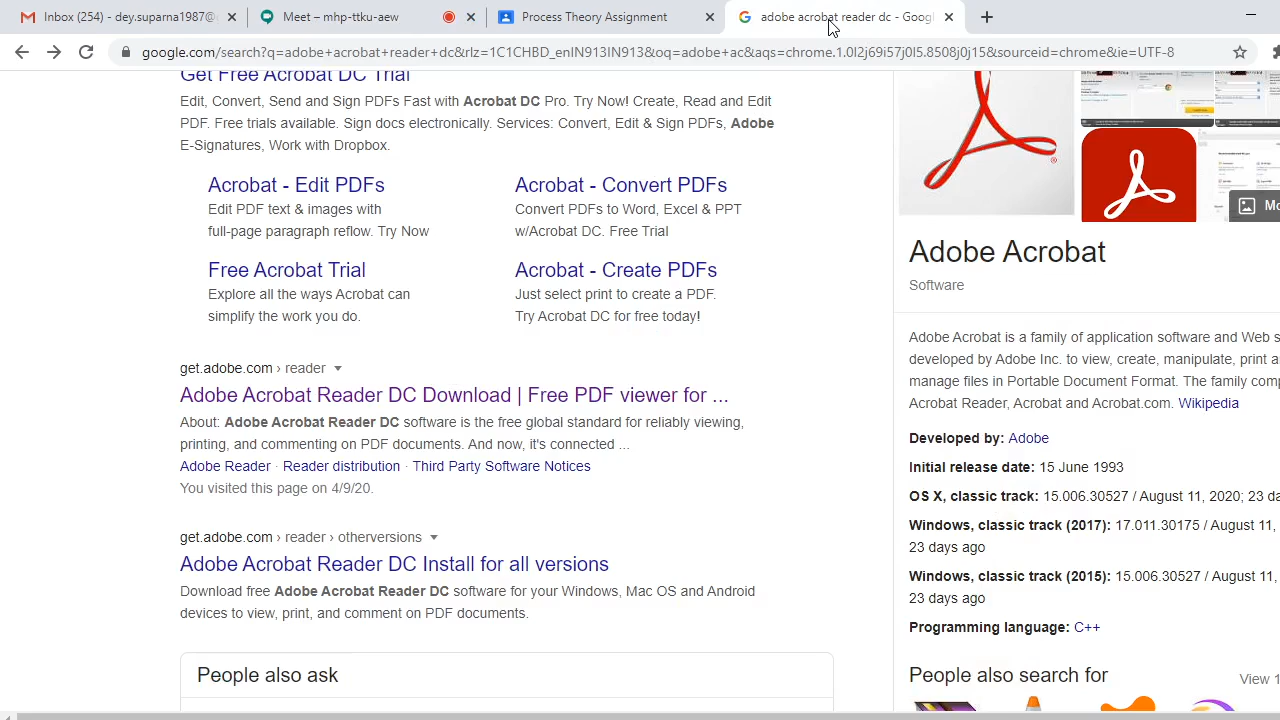 Inbox (254) - dey.suparna1987@
Meet – mhp-ttku-aew
Process Theory Assignment
adobe acrobat reader dc - Googl
google.com/search?q=adobe+acrobat+reader+dc&rlz=1C1CHBD_enIN913IN913&oq=adobe+ac&aqs=chrome.1.0l2j69i57j0l5.8508j0j15&sourceid=chrome&ie=UTF-8
Get Free Acrobat DC Trial
Edit, Convert, Send and Sign PDFs. Fast with Acrobat DC. Try Now! Create, Read and Edit
PDF. Free trials available. Sign docs electronically. Convert, Edit & Sign PDFs, Adobe
E-Signatures, Work with Dropbox.
Acrobat - Edit PDFs
Edit PDF text & images with
full-page paragraph reflow. Try Now
Acrobat - Convert PDFs
Convert PDFs to Word, Excel & PPT
w/Acrobat DC. Free Trial
Free Acrobat Trial
Explore all the ways Acrobat can
simplify the work you do.
Acrobat - Create PDFs
Just select print to create a PDF.
Try Acrobat DC for free today!
get.adobe.com › reader
Adobe Acrobat Reader DC Download | Free PDF viewer for ...
About: Adobe Acrobat Reader DC software is the free global standard for reliably viewing,
printing, and commenting on PDF documents. And now, it's connected ...
Adobe Reader · Reader distribution · Third Party Software Notices
You visited this page on 4/9/20.
get.adobe.com › reader › otherversions
Adobe Acrobat Reader DC Install for all versions
Download free Adobe Acrobat Reader DC software for your Windows, Mac OS and Android
devices to view, print, and comment on PDF documents.
People also ask
Mo
Adobe Acrobat
Software
Adobe Acrobat is a family of application software and Web s
developed by Adobe Inc. to view, create, manipulate, print a
manage files in Portable Document Format. The family comp
Acrobat Reader, Acrobat and Acrobat.com. Wikipedia
Developed by: Adobe
Initial release date: 15 June 1993
OS X, classic track: 15.006.30527 / August 11, 2020; 23 da
Windows, classic track (2017): 17.011.30175 / August 11,
23 days ago
Windows, classic track (2015): 15.006.30527 / August 11,
23 days ago
Programming language: C++
People also search for
View 1